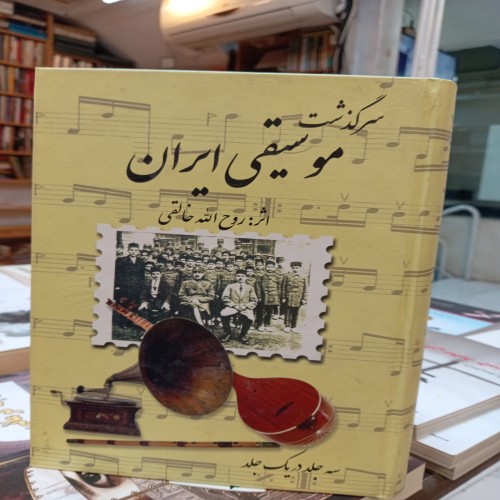 سرگذشت
موسیقی ایران
اثر: روح الله خالقی
سه جلد در یک جلد